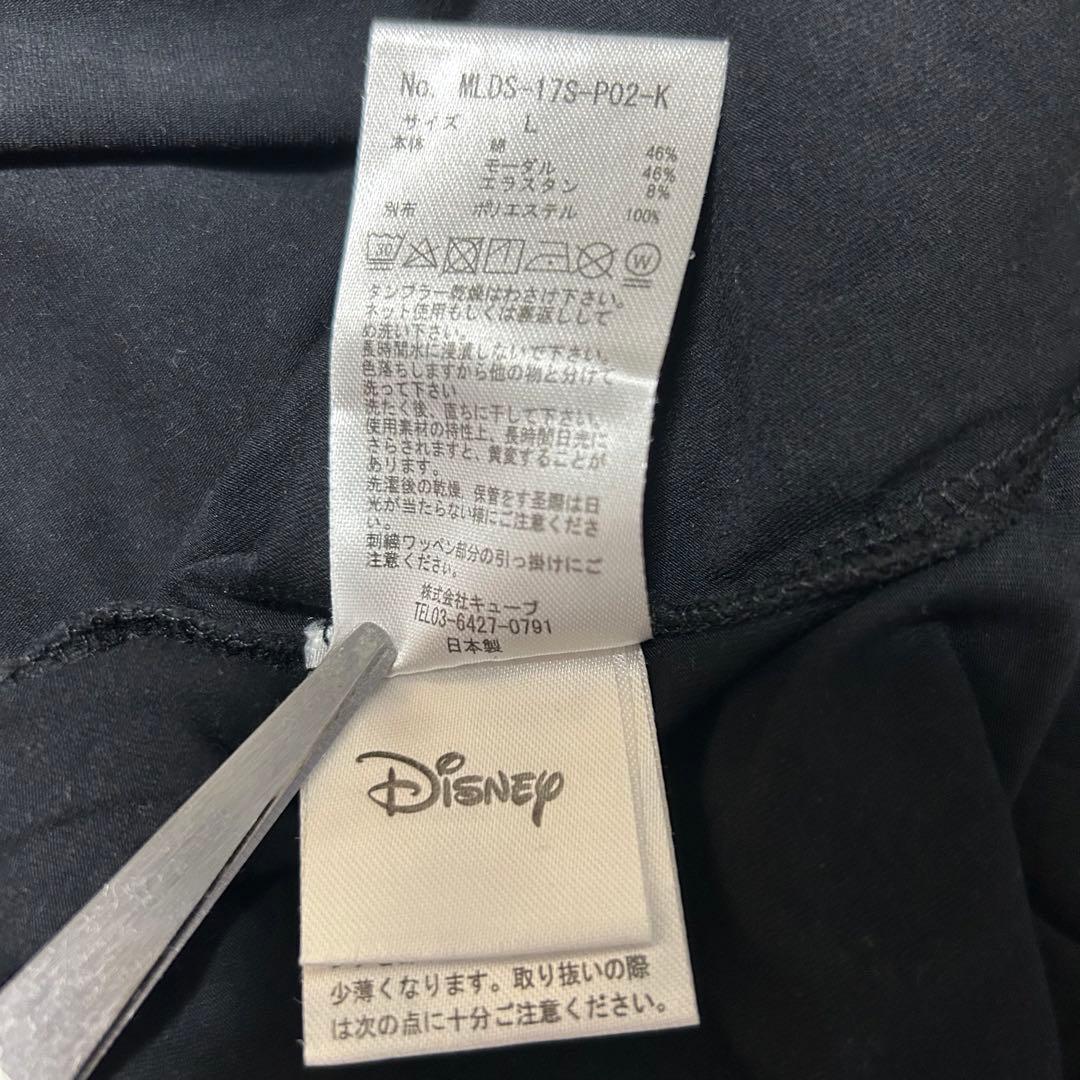 No. MLDS-17S-P02-K
サイズ L
本体 綿 46%
モーダル 46%
エラスタン 8%
別布 ポリエステル 100%
30
W
タンブラー乾燥はおさけ下さい。
ネット使用もしくは裏返ししてて
め洗い下さい。
長時間水に浸漬しないで下さい。
色落ちしますから他の物と分けて
洗って下さい
洗たく後、直ちに干して下さい。
使用素材の特性上、長時間日光に
さらされますと、黄変することが
あります。
洗濯後の乾燥、保管をする際は日
光が当たらない様にご注意くださ
い。
刺繍ワッペン部分の引っ掛けにご
注意ください。
株式会社キューブ
TEL03-6427-0791
日本製
Disney
少薄くなります。取り扱いの際
は次の点に十分ご注意ください。